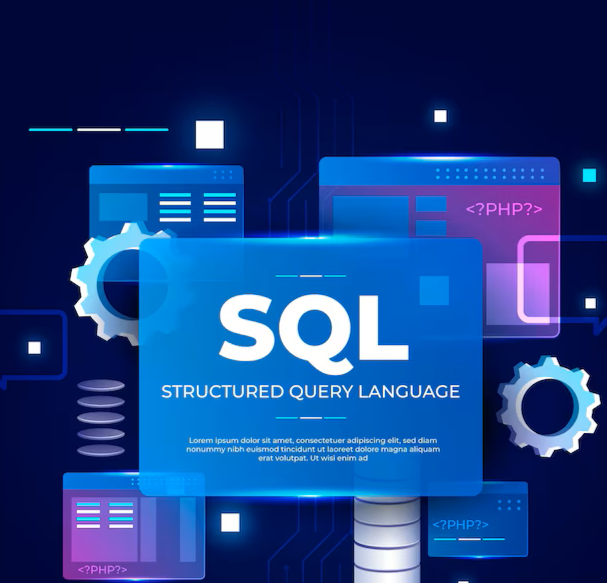 <?PHP?>
SQL
STRUCTURED QUERY LANGUAGE
Lorem ipsum dolor sit amet, consectetuer adipiscing elit, sed diam
nonummy nibh euismod tincidunt ut laoreet dolore magna aliquam
erat volutpat. Ut wisi enim ad
<?PHP?>
<?PHP?>